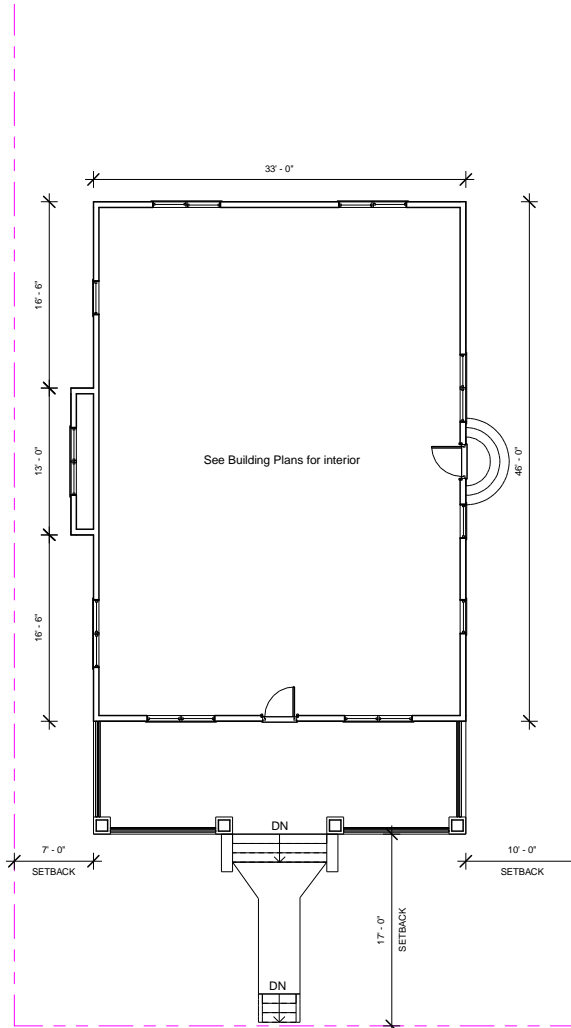 33' - 0"
16' - 6"
13' - 0"
See Building Plans for interior
46' - 0"
16' - 6"
DN
7' - 0"
SETBACK
10' - 0"
SETBACK
17' - 0"
SETBACK
DN